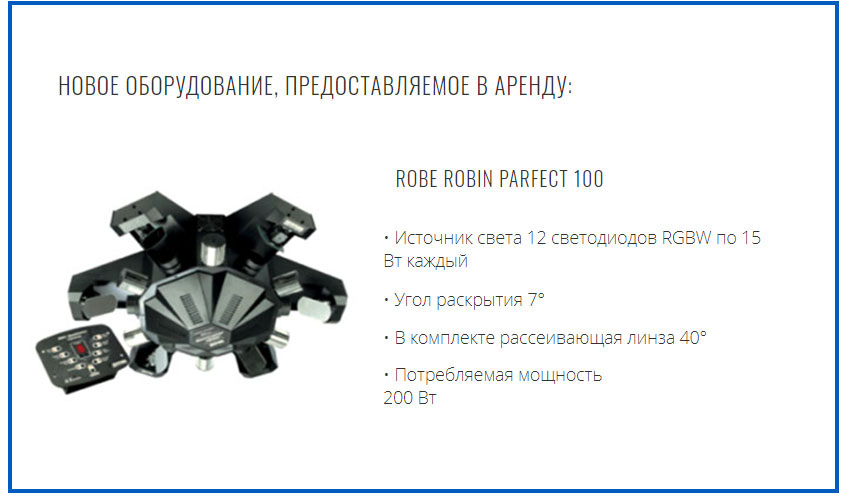 НОВОЕ ОБОРУДОВАНИЕ, ПРЕДОСТАВЛЯЕМОЕ В АРЕНДУ:
ROBE ROBIN PARFECT 100
• Источник света 12 светодиодов RGBW по 15
Вт каждый
• Угол раскрытия 7°
• В комплекте рассеивающая линза 40°
• Потребляемая мощность
200 Вт